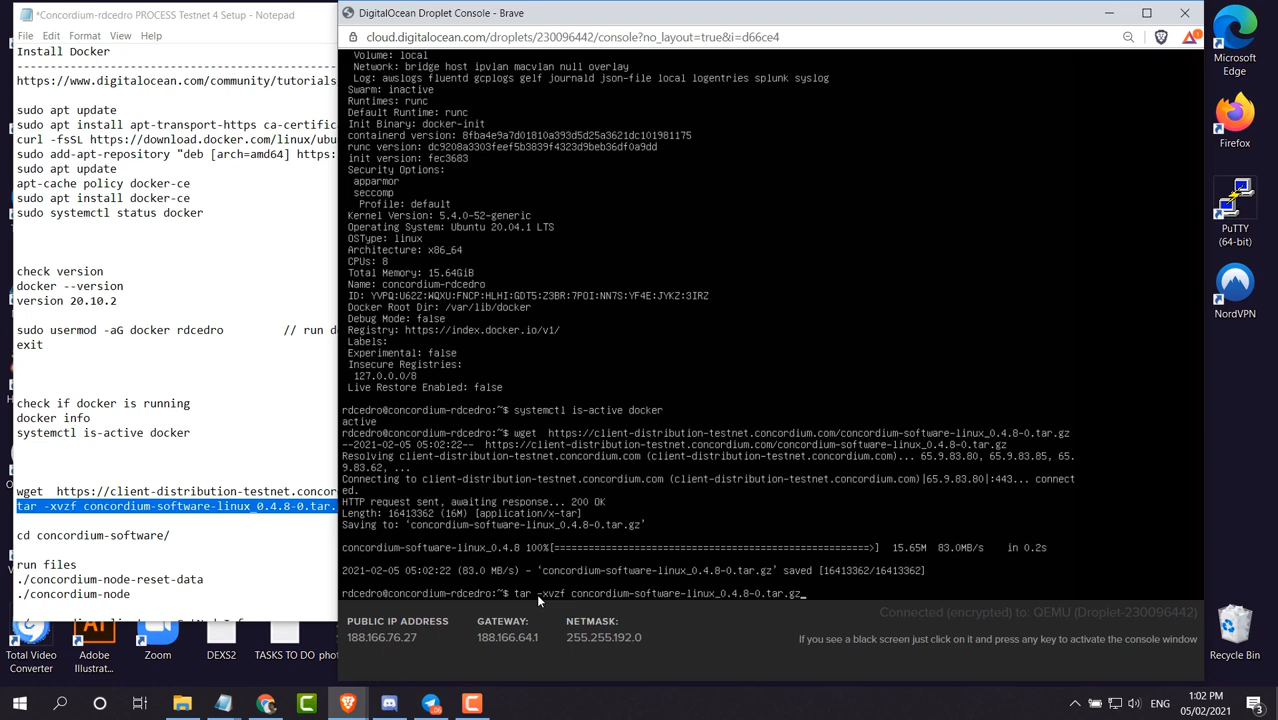 *Concordium-rdcedro PROCESS Testnet 4 Setup - Notepad
File Edit Format View Help
Install Docker
https://www.digitalocean.com/community/tutorials
sudo apt update
sudo apt install apt-transport-https ca-certific
curl -fsSL https://download.docker.com/linux/ubu
sudo add-apt-repository "deb [arch=amd64] https:
sudo apt update
apt-cache policy docker-ce
sudo apt install docker-ce
sudo systemctl status docker
check version
docker --version
version 20.10.2
sudo usermod -aG docker rdcedro // run d
exit
check if docker is running
docker info
systemctl is-active docker
wget https://client-distribution-testnet.concor
tar -xvzf concordium-software-linux_0.4.8-0.tar.
cd concordium-software/
run files
./concordium-node-reset-data
./concordium-node
DigitalOcean Droplet Console - Brave
cloud.digitalocean.com/droplets/230096442/console?no_layout=true&i=d66ce4
Volume: local
Network: bridge host ipvlan macvlan null overlay
Log: awslogs fluentd gcplogs gelf journald json-file local logentries splunk syslog
Swarm: inactive
Runtimes: runc
Default Runtime: runc
Init Binary: docker-init
containerd version: 8fba4e9a7d01810a393d5d25a3621dc101981175
runc version: dc9208a3303feef5b3839f4323d9beb36df0a9dd
init version: fec3683
Security Options:
apparmor
seccomp
Profile: default
Kernel Version: 5.4.0-52-generic
Operating System: Ubuntu 20.04.1 LTS
OSType: linux
Architecture: x86_64
CPUs: 8
Total Memory: 15.64GiB
Name: concordium-rdcedro
ID: YVPQ:U62Z:WQXU:FNCP:HLHI:GDT5:Z3BR:7POI:NN7S:YF4E:JYKZ:3IRZ
Docker Root Dir: /var/lib/docker
Debug Mode: false
Registry: https://index.docker.io/v1/
Labels:
Experimental: false
Insecure Registries:
127.0.0.0/8
Live Restore Enabled: false
rdcedro@concordium-rdcedro:~$ systemctl is-active docker
active
rdcedro@concordium-rdcedro:~$ wget https://client-distribution-testnet.concordium.com/concordium-software-linux_0.4.8-0.tar.gz
--2021-02-05 05:02:22-- https://client-distribution-testnet.concordium.com/concordium-software-linux_0.4.8-0.tar.gz
Resolving client-distribution-testnet.concordium.com (client-distribution-testnet.concordium.com)... 65.9.83.80, 65.9.83.85, 65.
9.83.62, ...
Connecting to client-distribution-testnet.concordium.com (client-distribution-testnet.concordium.com)|65.9.83.80|:443... connect
ed.
HTTP request sent, awaiting response... 200 OK
Length: 16413362 (16M) [application/x-tar]
Saving to: ‘concordium-software-linux_0.4.8-0.tar.gz’
concordium-software-linux_0.4.8 100%[===================================================>] 15.65M 83.0MB/s in 0.2s
2021-02-05 05:02:22 (83.0 MB/s) - ‘concordium-software-linux_0.4.8-0.tar.gz’ saved [16413362/16413362]
rdcedro@concordium-rdcedro:~$ tar -xvzf concordium-software-linux_0.4.8-0.tar.gz_
Connected (encrypted) to: QEMU (Droplet-230096442)
PUBLIC IP ADDRESS GATEWAY: NETMASK:
188.166.76.27 188.166.64.1 255.255.192.0
If you see a black screen just click on it and press any key to activate the console window
Microsoft
Edge
Firefox
PuTTY
(64-bit)
NordVPN
Recycle Bin
Total Video
Converter
Adobe
Illustrat...
Zoom
DEXS2
TASKS TO DO
ENG
1:02 PM
05/02/2021
3